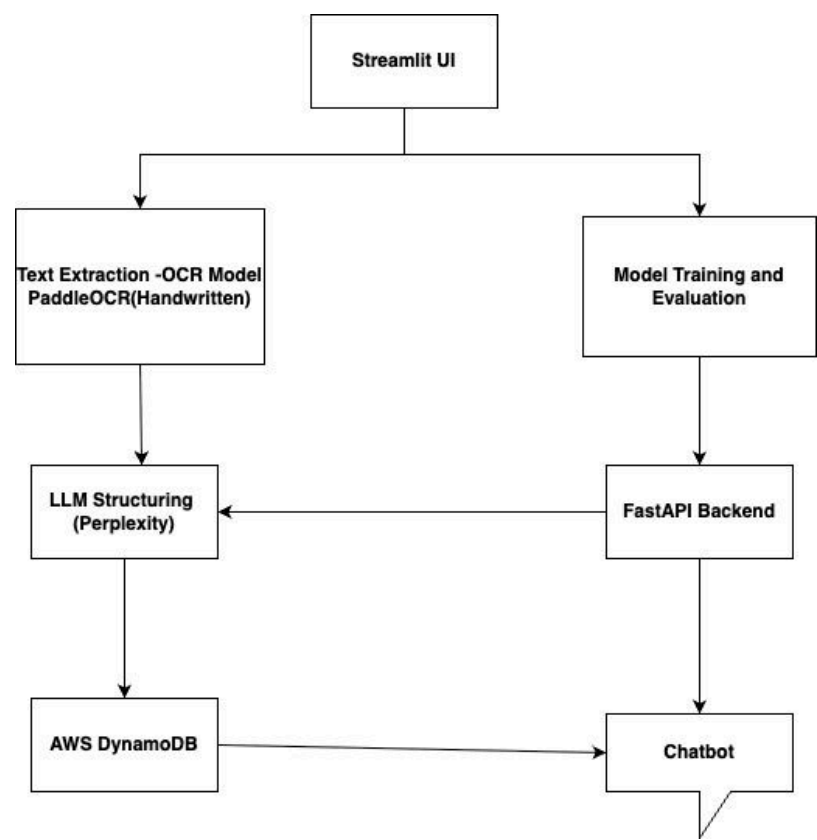 Streamlit UI
Text Extraction -OCR Model
PaddleOCR(Handwritten)
Model Training and
Evaluation
LLM Structuring
(Perplexity)
FastAPI Backend
AWS DynamoDB
Chatbot